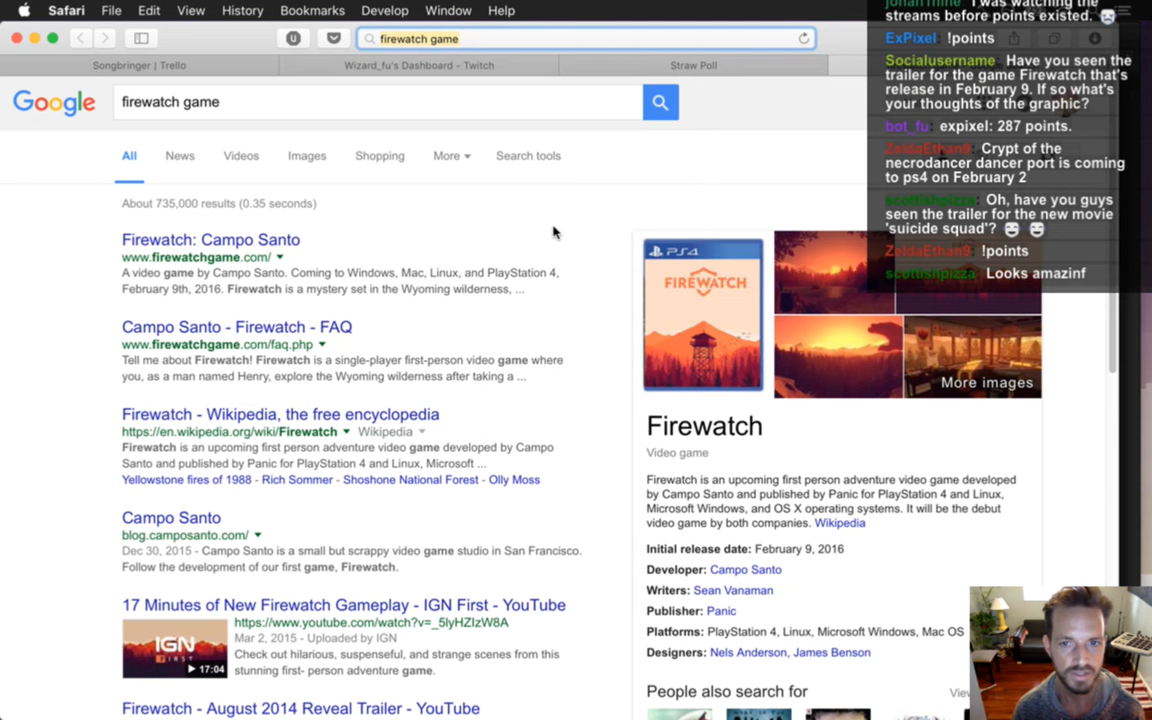 Safari File Edit View History Bookmarks Develop Window Help
firewatch game
Songbringer | Trello
Wizard_fu's Dashboard - Twitch
Straw Poll
Google
firewatch game
All News Videos Images Shopping More Search tools
About 735,000 results (0.35 seconds)
Firewatch: Campo Santo
www.firewatchgame.com/
A video game by Campo Santo. Coming to Windows, Mac, Linux, and PlayStation 4,
February 9th, 2016. Firewatch is a mystery set in the Wyoming wilderness, ...
Campo Santo - Firewatch - FAQ
www.firewatchgame.com/faq.php
Tell me about Firewatch! Firewatch is a single-player first-person video game where
you, as a man named Henry, explore the Wyoming wilderness after taking a ...
Firewatch - Wikipedia, the free encyclopedia
https://en.wikipedia.org/wiki/Firewatch Wikipedia
Firewatch is an upcoming first person adventure video game developed by Campo
Santo and published by Panic for PlayStation 4 and Linux, Microsoft ...
Yellowstone fires of 1988 - Rich Sommer - Shoshone National Forest - Olly Moss
Campo Santo
blog.camposanto.com/
Dec 30, 2015 - Campo Santo is a small but scrappy video game studio in San Francisco.
Follow the development of our first game, Firewatch.
17 Minutes of New Firewatch Gameplay - IGN First - YouTube
IGN
FIRST
17:04
https://www.youtube.com/watch?v=_5lyHZIzW8A
Mar 2, 2015 - Uploaded by IGN
Check out hilarious, suspenseful, and strange scenes from this
stunning first- person adventure game.
Firewatch - August 2014 Reveal Trailer - YouTube
PS4
FIREWATCH
More images
Firewatch
Video game
Firewatch is an upcoming first person adventure video game developed
by Campo Santo and published by Panic for PlayStation 4 and Linux,
Microsoft Windows, and OS X operating systems. It will be the debut
video game by both companies. Wikipedia
Initial release date: February 9, 2016
Developer: Campo Santo
Writers: Sean Vanaman
Publisher: Panic
Platforms: PlayStation 4, Linux, Microsoft Windows, Mac OS
Designers: Nels Anderson, James Benson
People also search for
I was watching the
streams before points existed.
ExPixel: !points
Socialusername: Have you seen the
trailer for the game Firewatch that's
release in February 9. If so what's
your thoughts of the graphic?
bot_fu: expixel: 287 points.
ZeldaEthan9: Crypt of the
necrodancer dancer port is coming
to ps4 on February 2
scottishpizza: Oh, have you guys
seen the trailer for the new movie
'suicide squad'?
ZeldaEthan9: !points
scottishpizza: Looks amazinf